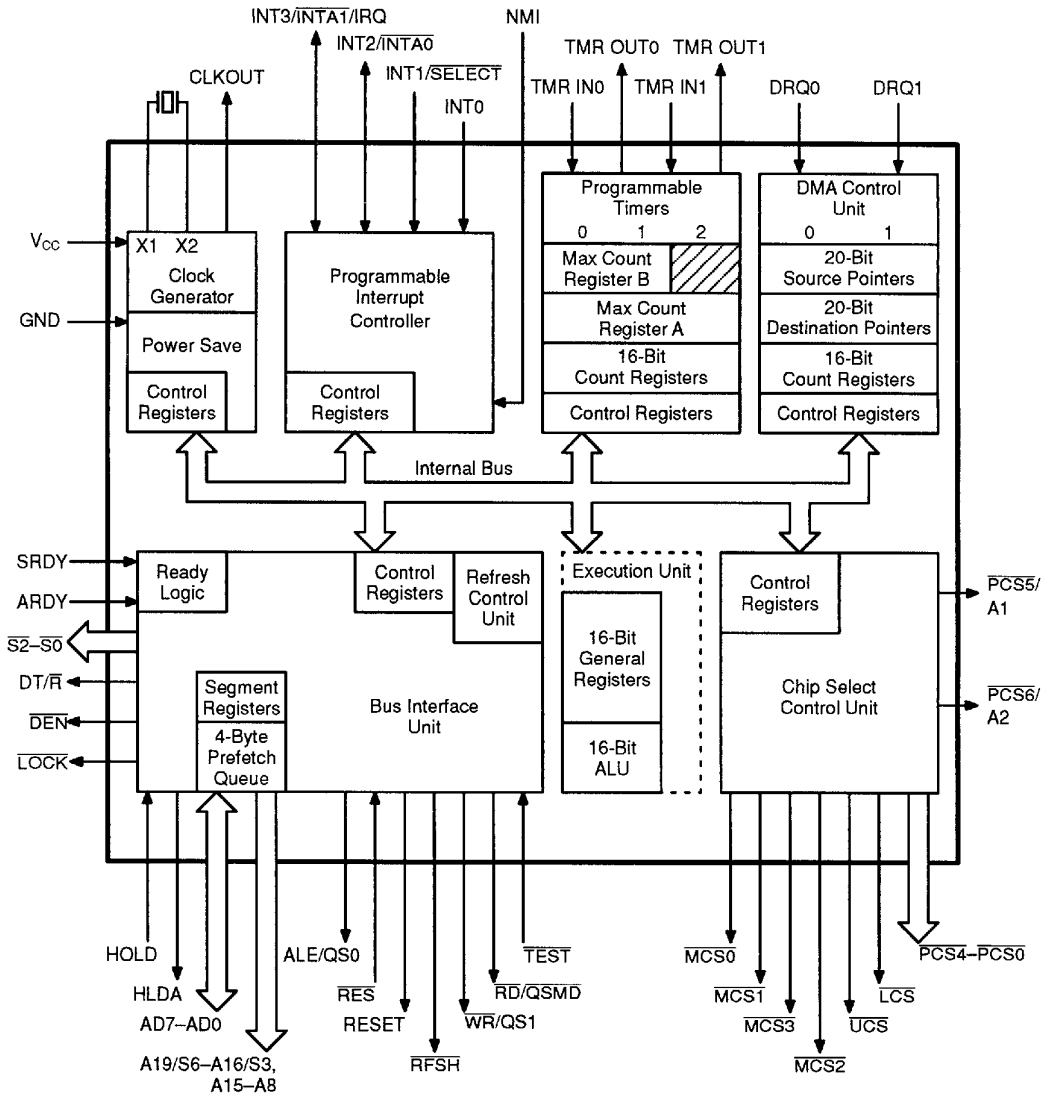 INT3/INTA1/IRQ
NMI
INT2/INTA0
TMR OUT0 TMR OUT1
CLKOUT
INT1/SELECT
TMR IN0 TMR IN1
DRQ0 DRQ1
INT0
VCC
GND
X1 X2
Clock
Generator
Power Save
Control
Registers
Programmable
Interrupt
Controller
Control
Registers
Programmable
Timers
0 1 2
Max Count
Register B
Max Count
Register A
16-Bit
Count Registers
Control Registers
DMA Control
Unit
0 1
20-Bit
Source Pointers
20-Bit
Destination Pointers
16-Bit
Count Registers
Control Registers
Internal Bus
SRDY
ARDY
S2–S0
DT/R
DEN
LOCK
Ready
Logic
Control
Registers
Refresh
Control
Unit
Segment
Registers
4-Byte
Prefetch
Queue
Bus Interface
Unit
Execution Unit
16-Bit
General
Registers
16-Bit
ALU
Control
Registers
Chip Select
Control Unit
PCS5/
A1
PCS6/
A2
HOLD
HLDA
AD7–AD0
A19/S6–A16/S3,
A15–A8
ALE/QS0
RES
RESET
RFSH
WR/QS1
RD/QSMD
TEST
MCS0
MCS1
MCS3
MCS2
UCS
LCS
PCS4–PCS0